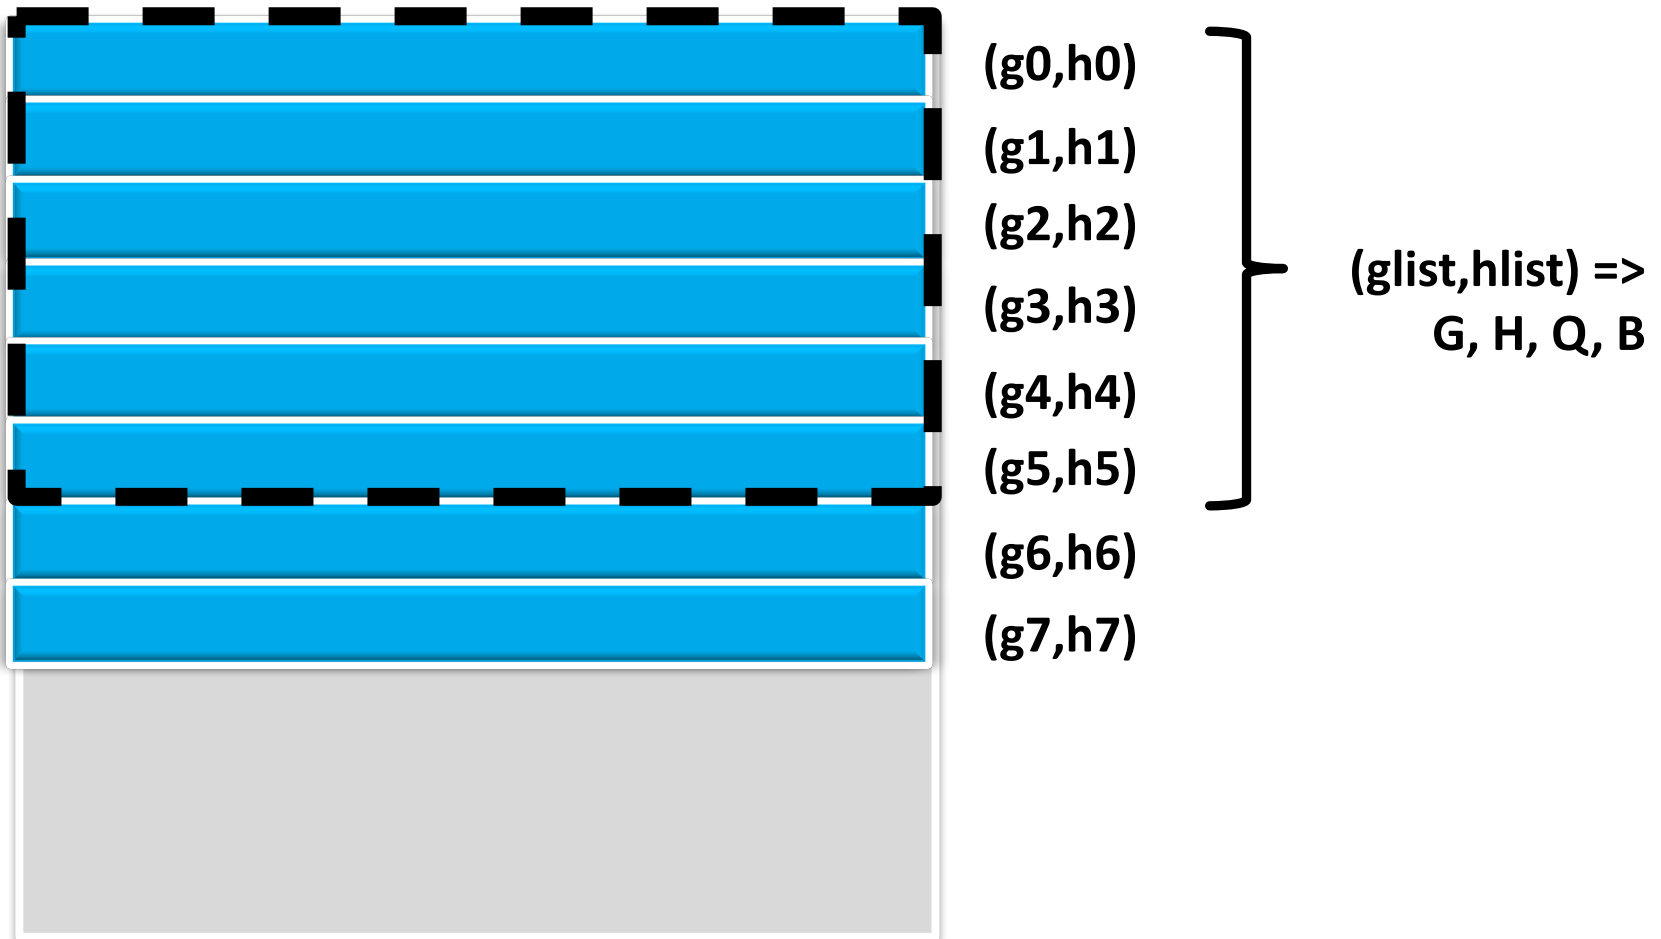 (g0,h0)
(g1,h1)
(g2,h2)
(g3,h3)
(g4,h4)
(g5,h5)
(g6,h6)
(g7,h7)
(glist,hlist) =>
G, H, Q, B